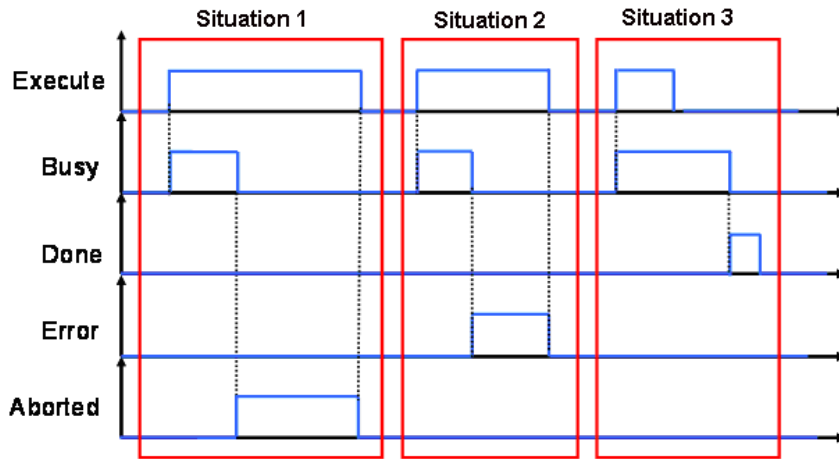 Situation 1
Situation 2
Situation 3
Execute
Busy
Done
Error
Aborted